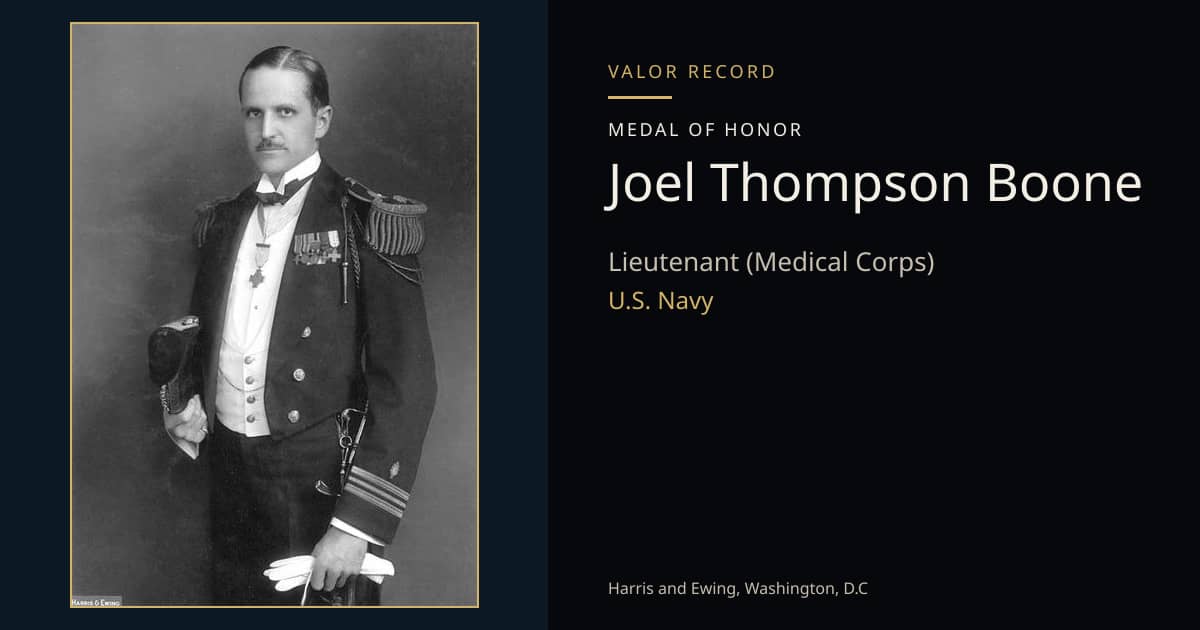 VALOR RECORD
MEDAL OF HONOR
Joel Thompson Boone
Lieutenant (Medical Corps)
U.S. Navy
Harris and Ewing, Washington, D.C
HARRIS & EWING